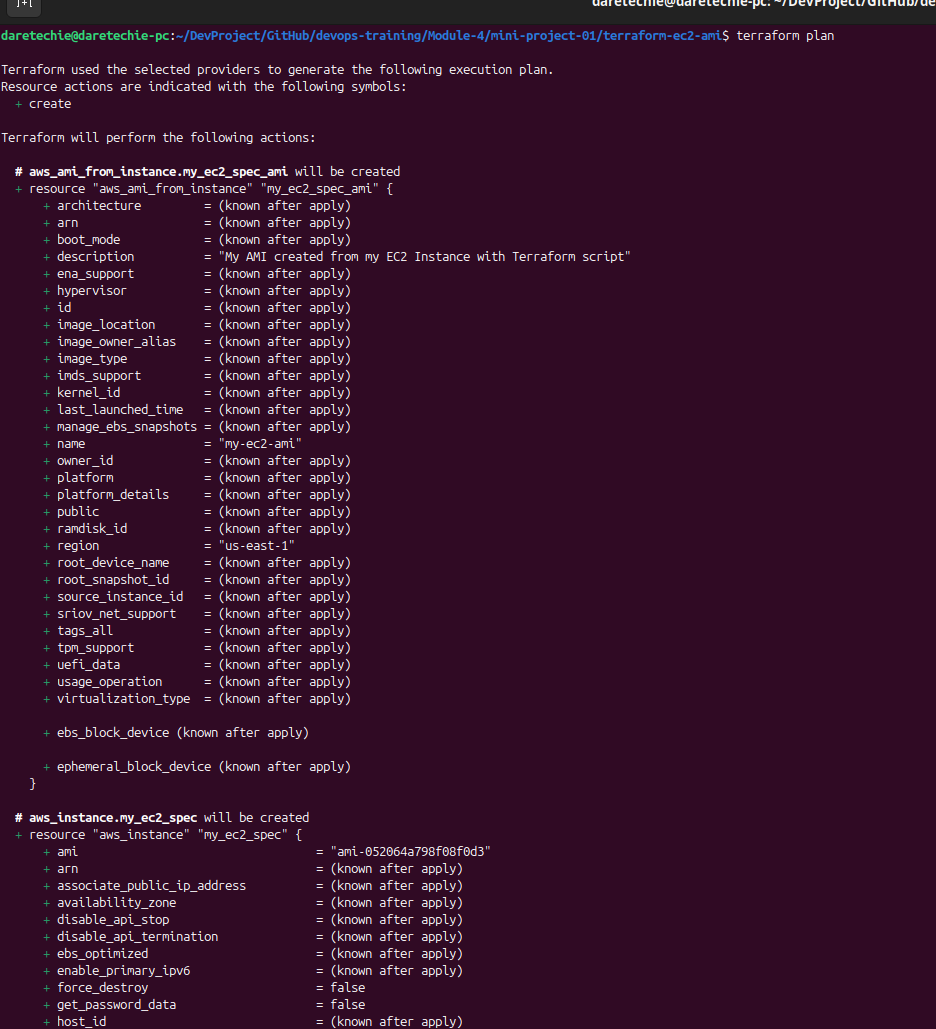 daretechie@daretechie-pc: ~/DevProject/GitHub/de
daretechie@daretechie-pc:~/DevProject/GitHub/devops-training/Module-4/mini-project-01/terraform-ec2-ami$ terraform plan
Terraform used the selected providers to generate the following execution plan.
Resource actions are indicated with the following symbols:
+ create
Terraform will perform the following actions:
# aws_ami_from_instance.my_ec2_spec_ami will be created
+ resource "aws_ami_from_instance" "my_ec2_spec_ami" {
+ architecture = (known after apply)
+ arn = (known after apply)
+ boot_mode = (known after apply)
+ description = "My AMI created from my EC2 Instance with Terraform script"
+ ena_support = (known after apply)
+ hypervisor = (known after apply)
+ id = (known after apply)
+ image_location = (known after apply)
+ image_owner_alias = (known after apply)
+ image_type = (known after apply)
+ imds_support = (known after apply)
+ kernel_id = (known after apply)
+ last_launched_time = (known after apply)
+ manage_ebs_snapshots = (known after apply)
+ name = "my-ec2-ami"
+ owner_id = (known after apply)
+ platform = (known after apply)
+ platform_details = (known after apply)
+ public = (known after apply)
+ ramdisk_id = (known after apply)
+ region = "us-east-1"
+ root_device_name = (known after apply)
+ root_snapshot_id = (known after apply)
+ source_instance_id = (known after apply)
+ sriov_net_support = (known after apply)
+ tags_all = (known after apply)
+ tpm_support = (known after apply)
+ uefi_data = (known after apply)
+ usage_operation = (known after apply)
+ virtualization_type = (known after apply)
+ ebs_block_device (known after apply)
+ ephemeral_block_device (known after apply)
}
# aws_instance.my_ec2_spec will be created
+ resource "aws_instance" "my_ec2_spec" {
+ ami = "ami-052064a798f08f0d3"
+ arn = (known after apply)
+ associate_public_ip_address = (known after apply)
+ availability_zone = (known after apply)
+ disable_api_stop = (known after apply)
+ disable_api_termination = (known after apply)
+ ebs_optimized = (known after apply)
+ enable_primary_ipv6 = (known after apply)
+ force_destroy = false
+ get_password_data = false
+ host_id = (known after apply)